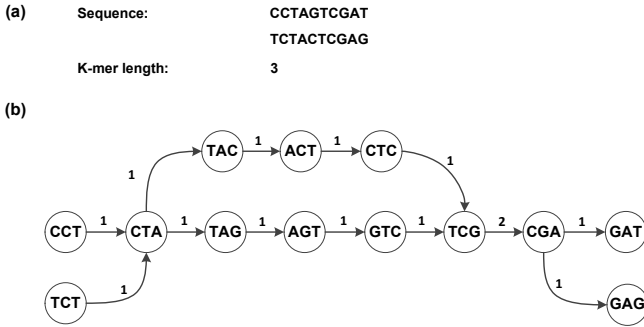 (a) Sequence: CCTAGTCGAT
TCTACTCGAG
K-mer length: 3
(b)
TAC 1 ACT 1 CTC
1 1
CCT 1 CTA 1 TAG 1 AGT 1 GTC 1 TCG 2 CGA 1 GAT
TCT 1 1 GAG